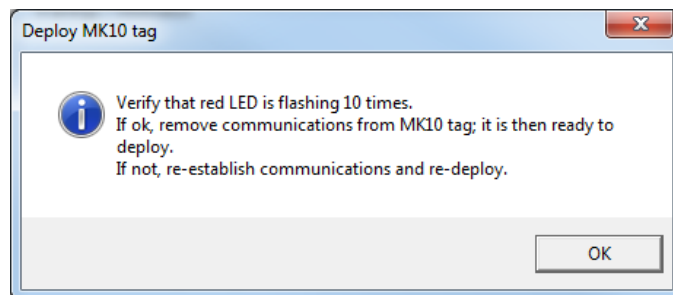 Deploy MK10 tag
Verify that red LED is flashing 10 times.
If ok, remove communications from MK10 tag; it is then ready to
deploy.
If not, re-establish communications and re-deploy.
OK